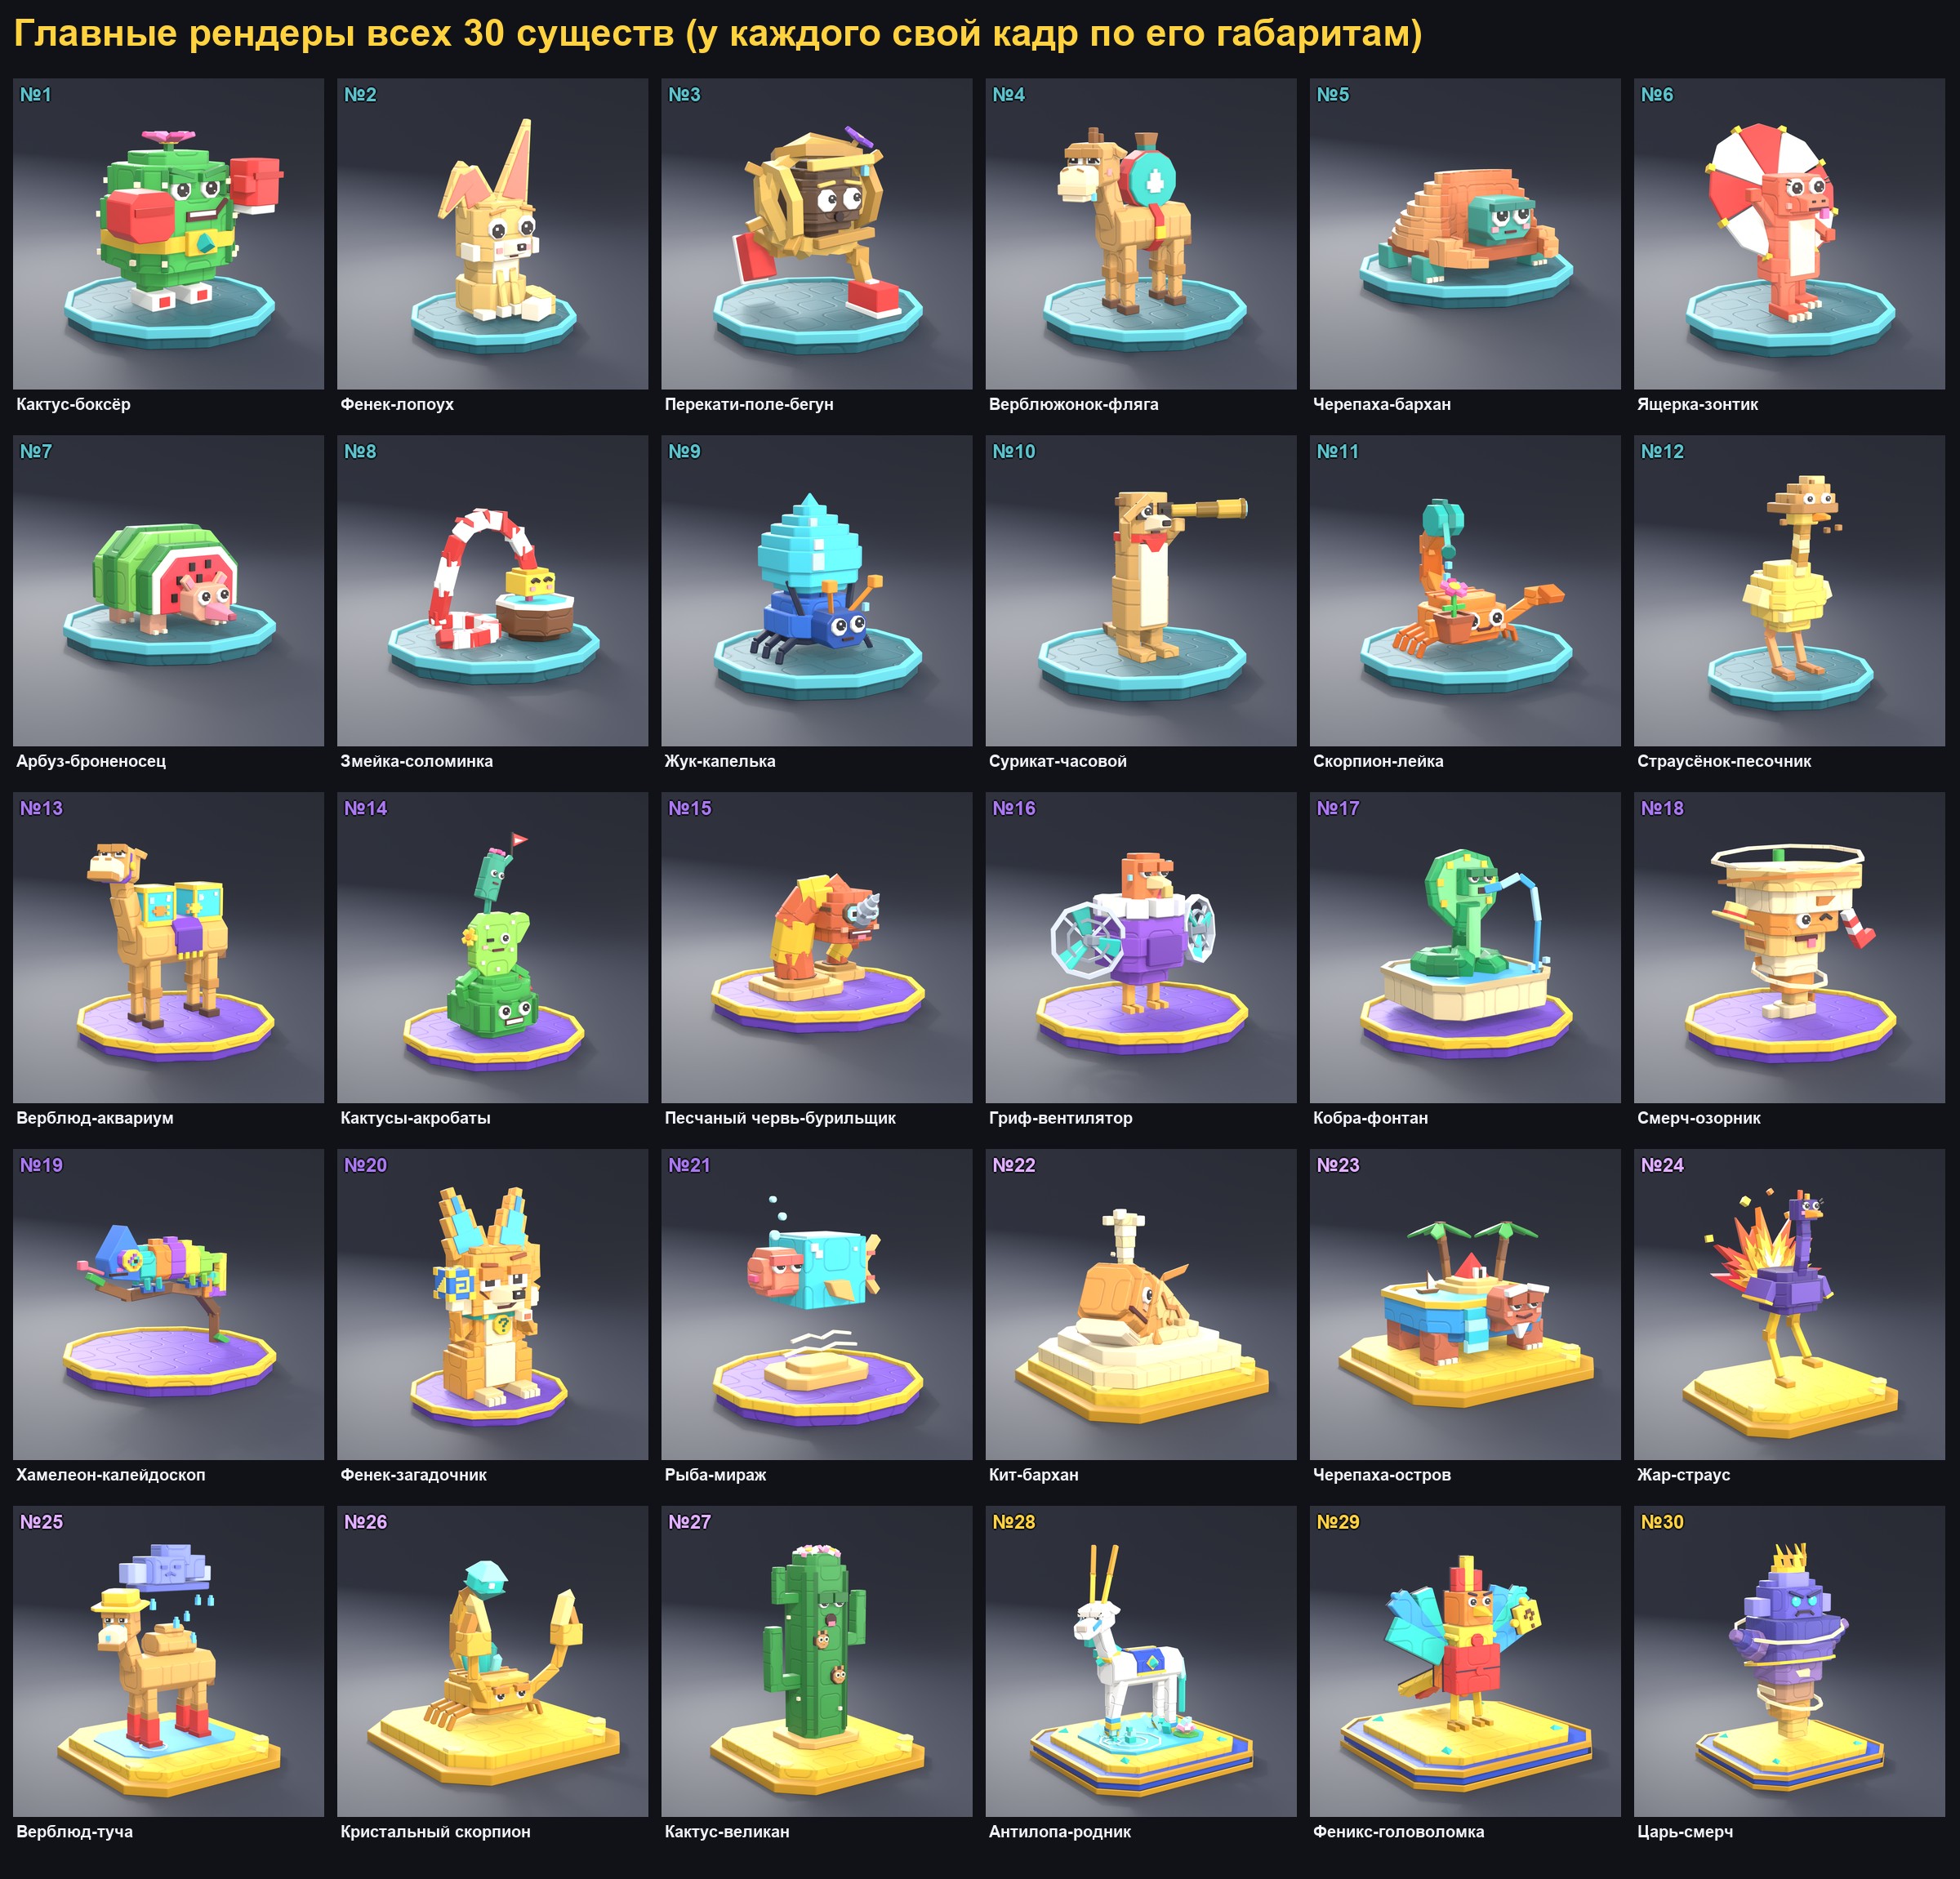 Главные рендеры всех 30 существ (у каждого свой кадр по его габаритам)
№1
№2
№3
№4
№5
№6
Кактус-боксёр
Фенек-лопоух
Перекати-поле-бегун
Верблюжонок-фляга
Черепаха-бархан
Ящерка-зонтик
№7
№8
№9
№10
№11
№12
Арбуз-броненосец
Змейка-соломинка
Жук-капелька
Сурикат-часовой
Скорпион-лейка
Страусёнок-песочник
№13
№14
№15
№16
№17
№18
Верблюд-аквариум
Кактусы-акробаты
Песчаный червь-бурильщик
Гриф-вентилятор
Кобра-фонтан
Смерч-озорник
№19
№20
№21
№22
№23
№24
?
Хамелеон-калейдоскоп
Фенек-загадочник
Рыба-мираж
Кит-бархан
Черепаха-остров
Жар-страус
№25
№26
№27
№28
№29
№30
Верблюд-туча
Кристальный скорпион
Кактус-великан
Антилопа-родник
Феникс-головоломка
Царь-смерч